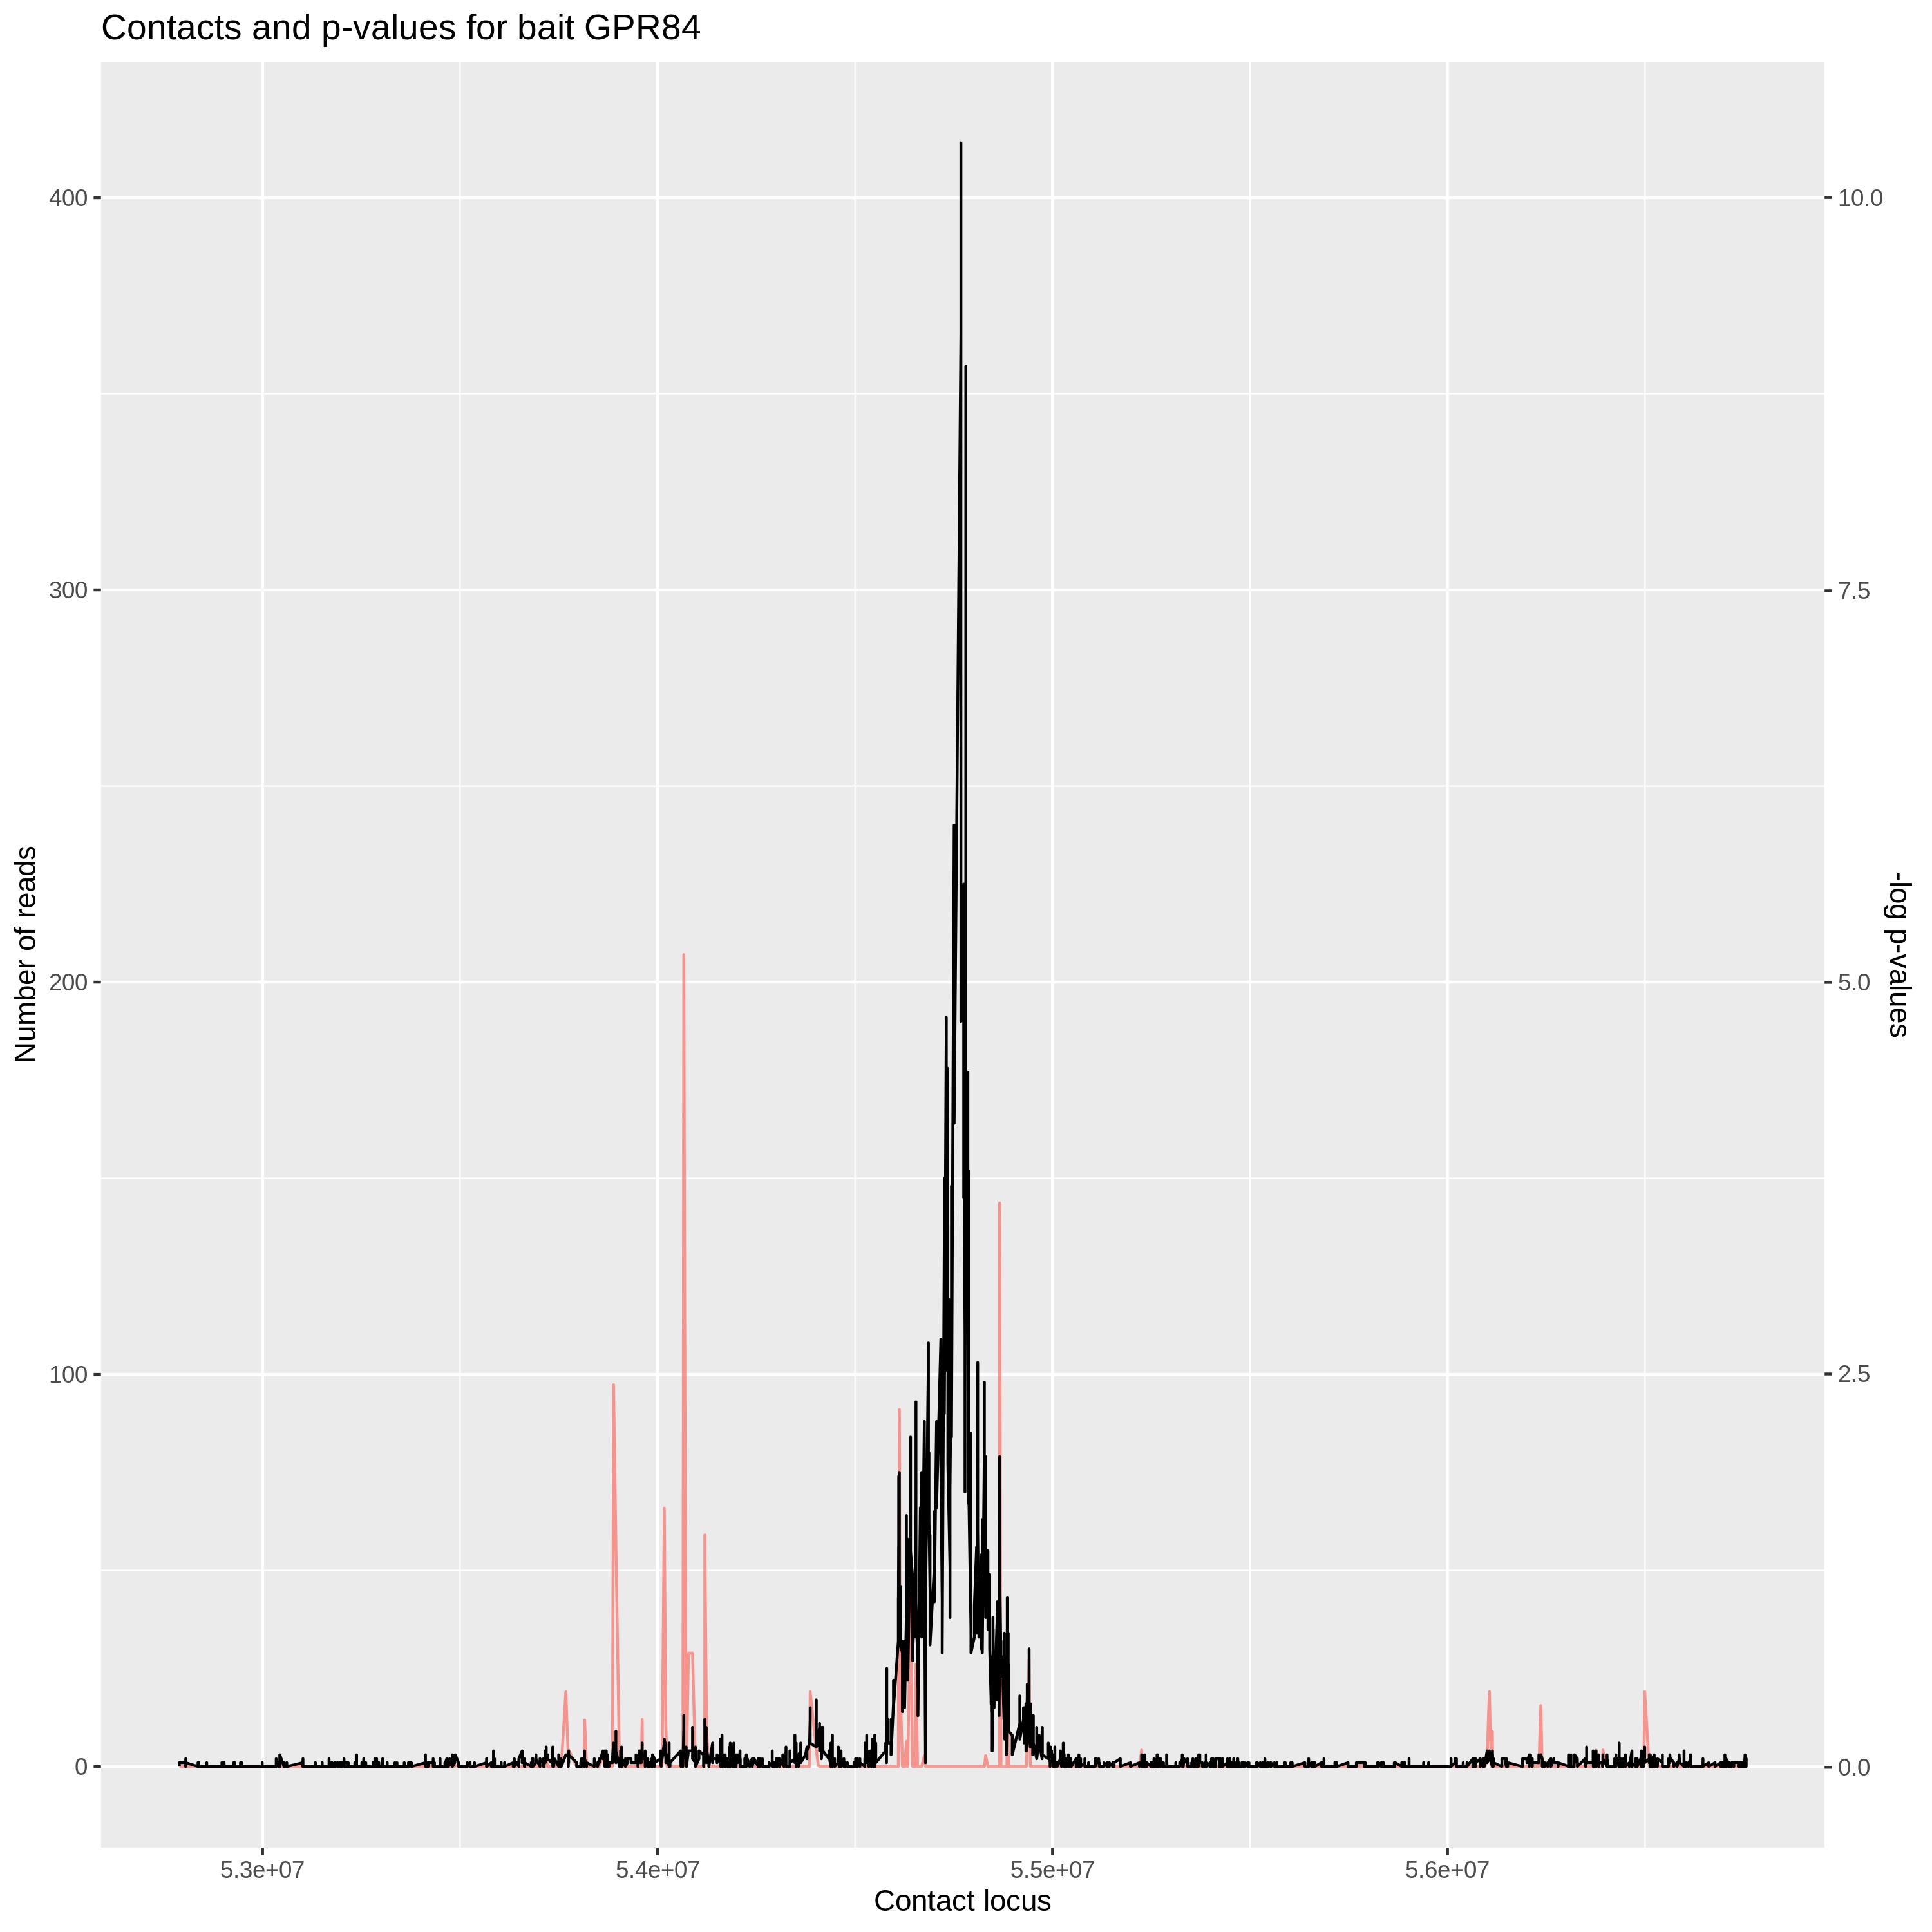 Contacts and p-values for bait GPR84
Number of reads
400
300
200
100
0
10.0
7.5
5.0
2.5
0.0
-log p-values
5.3e+07 5.4e+07 5.5e+07 5.6e+07
Contact locus